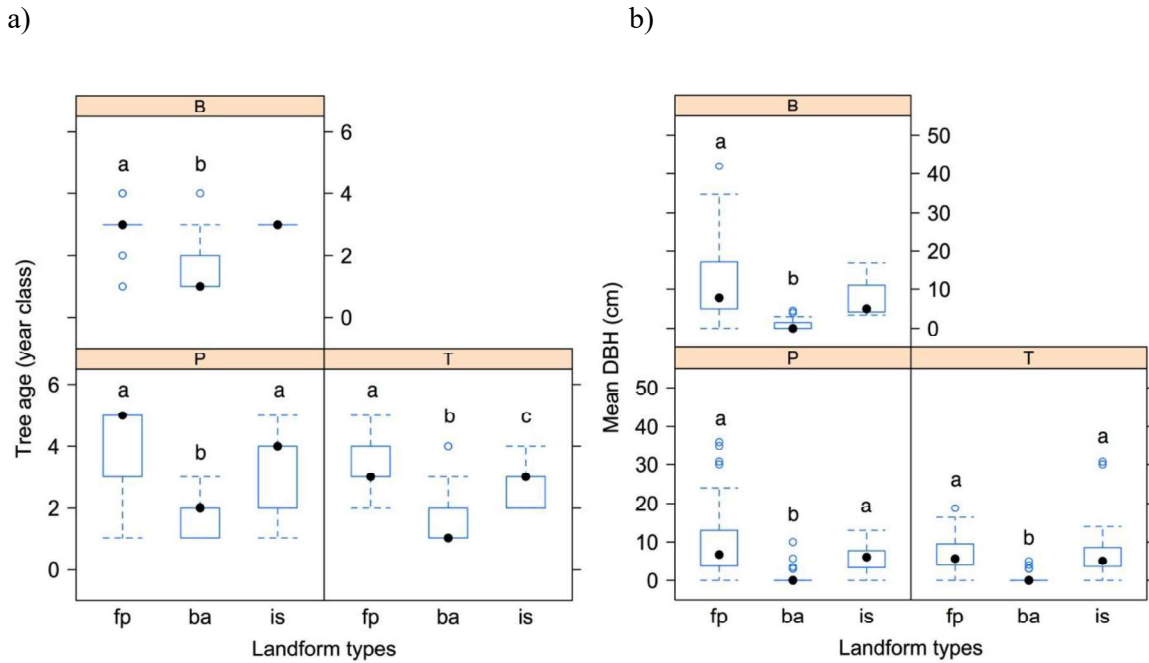 a) b)
B
a b
6
4
2
0
Tree age (year class)
P T
6
4
2
0
a b a
a b c
fp ba is fp ba is
Landform types
B
a b
50
40
30
20
10
0
Mean DBH (cm)
P T
50
40
30
20
10
0
a b a
a b a
fp ba is fp ba is
Landform types